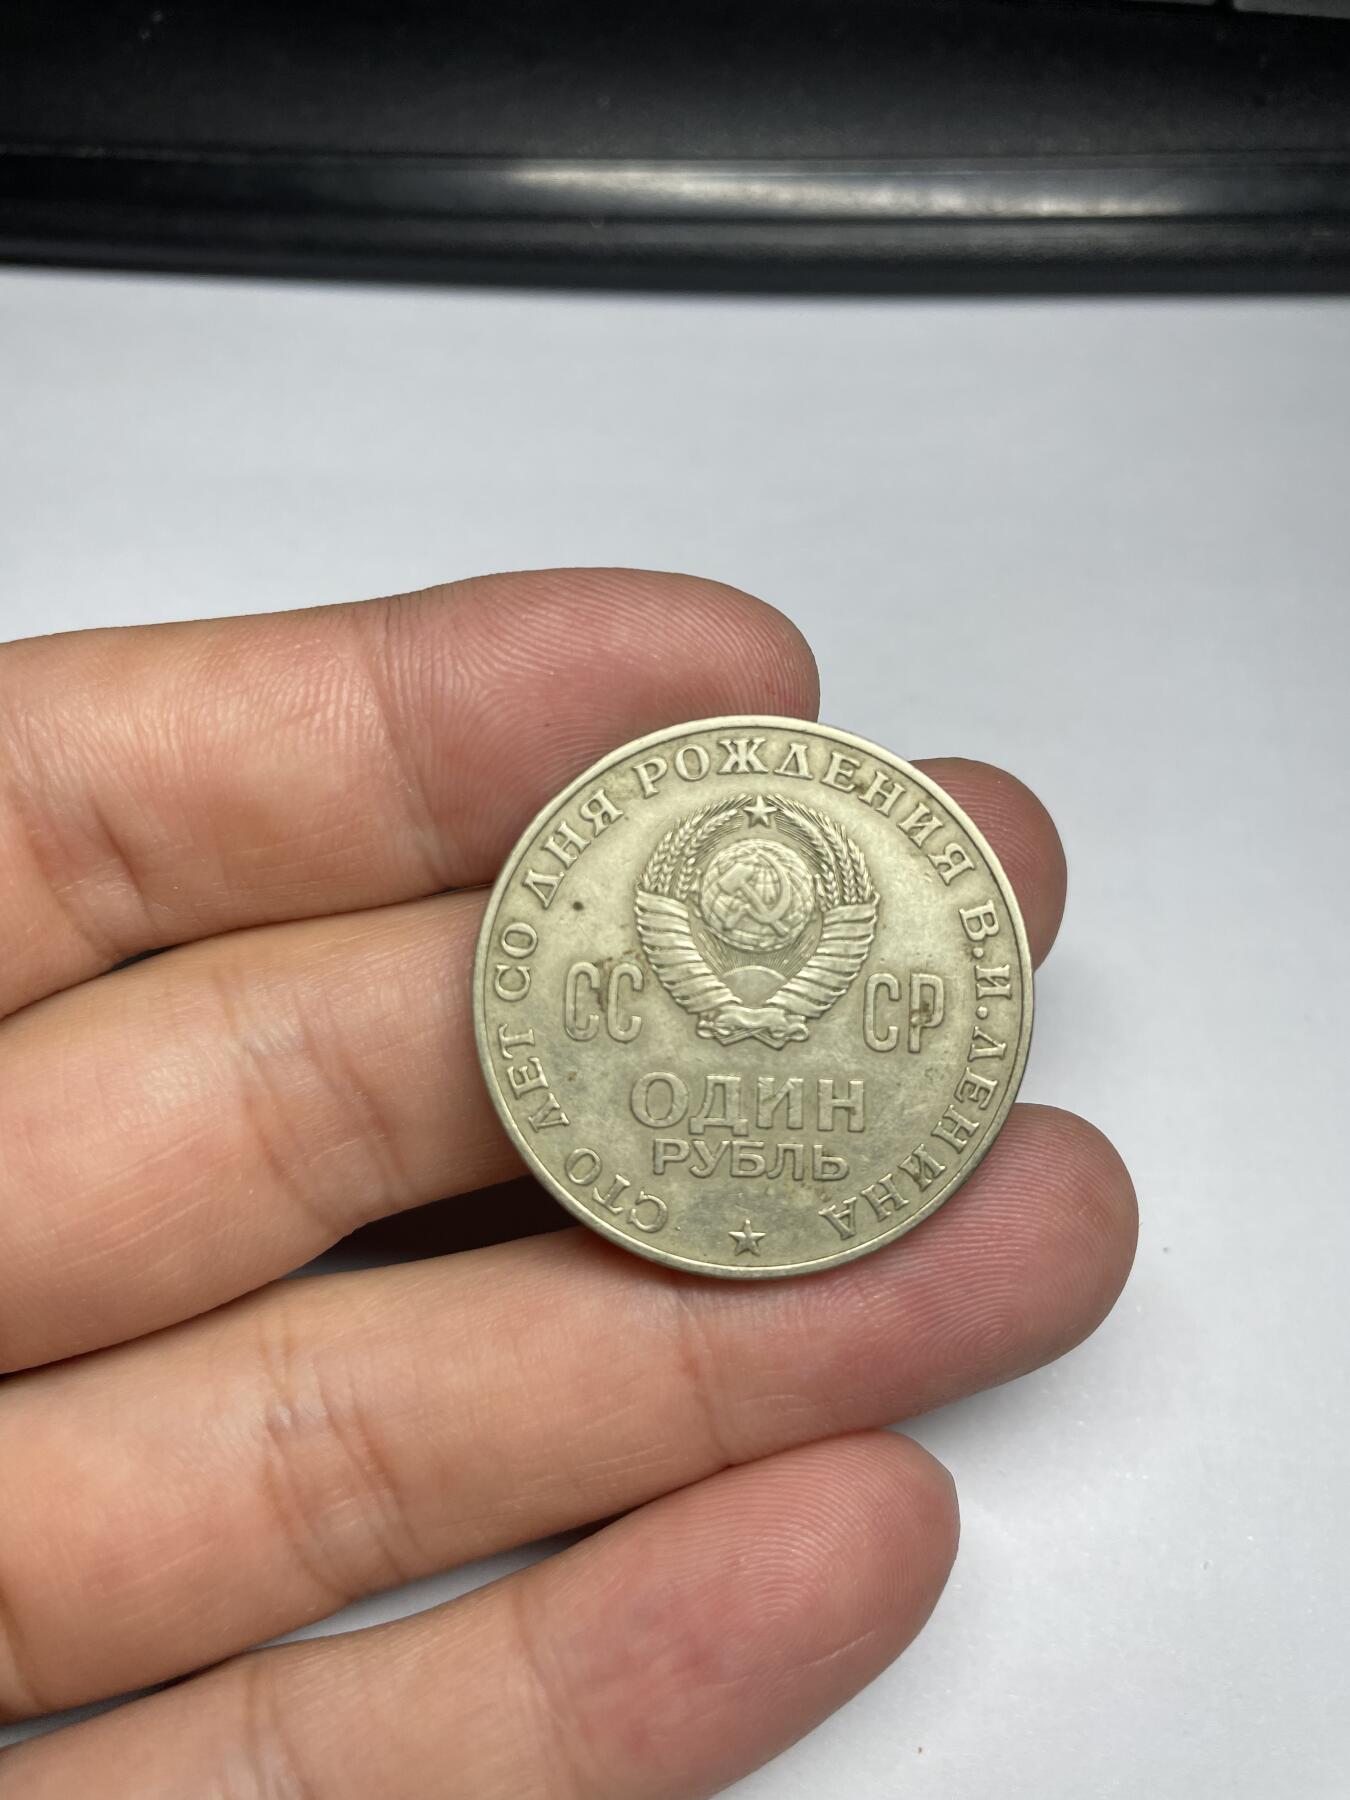 СТО ЛЕТ СО ДНЯ РОЖДЕНИЯ В.И.ЛЕНИНА
СС СР
ОДИН
РУБЛЬ